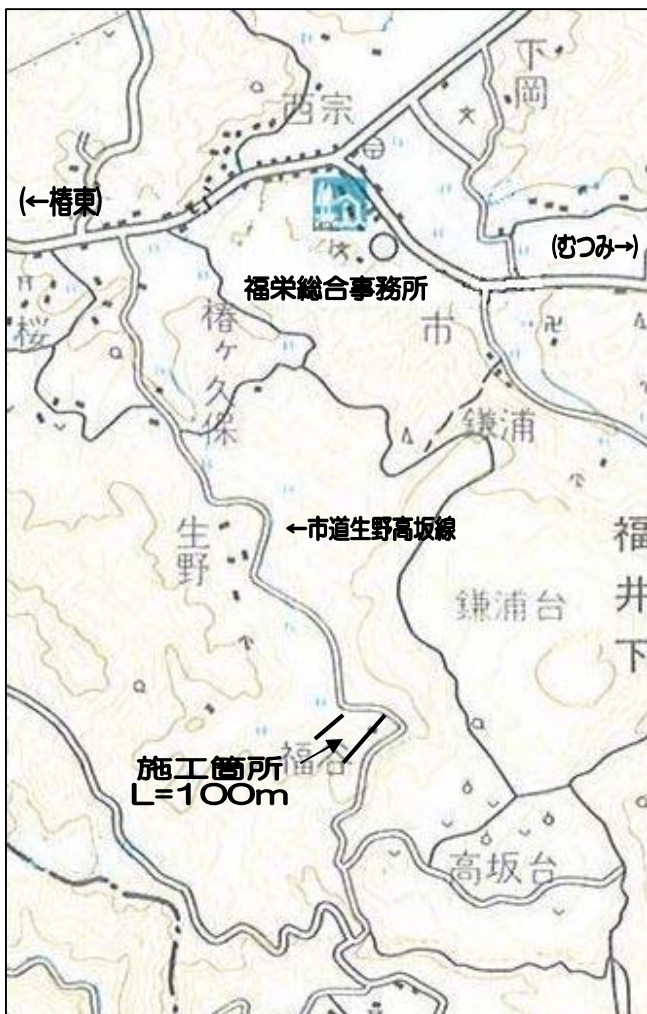 下岡
西宗
(←椿東)
(むつみ→)
福栄総合事務所
市
桜
椿ヶ久保
鎌浦
←市道生野高坂線
生野
福井下
鎌浦台
福谷
施工箇所
L=100m
高坂台